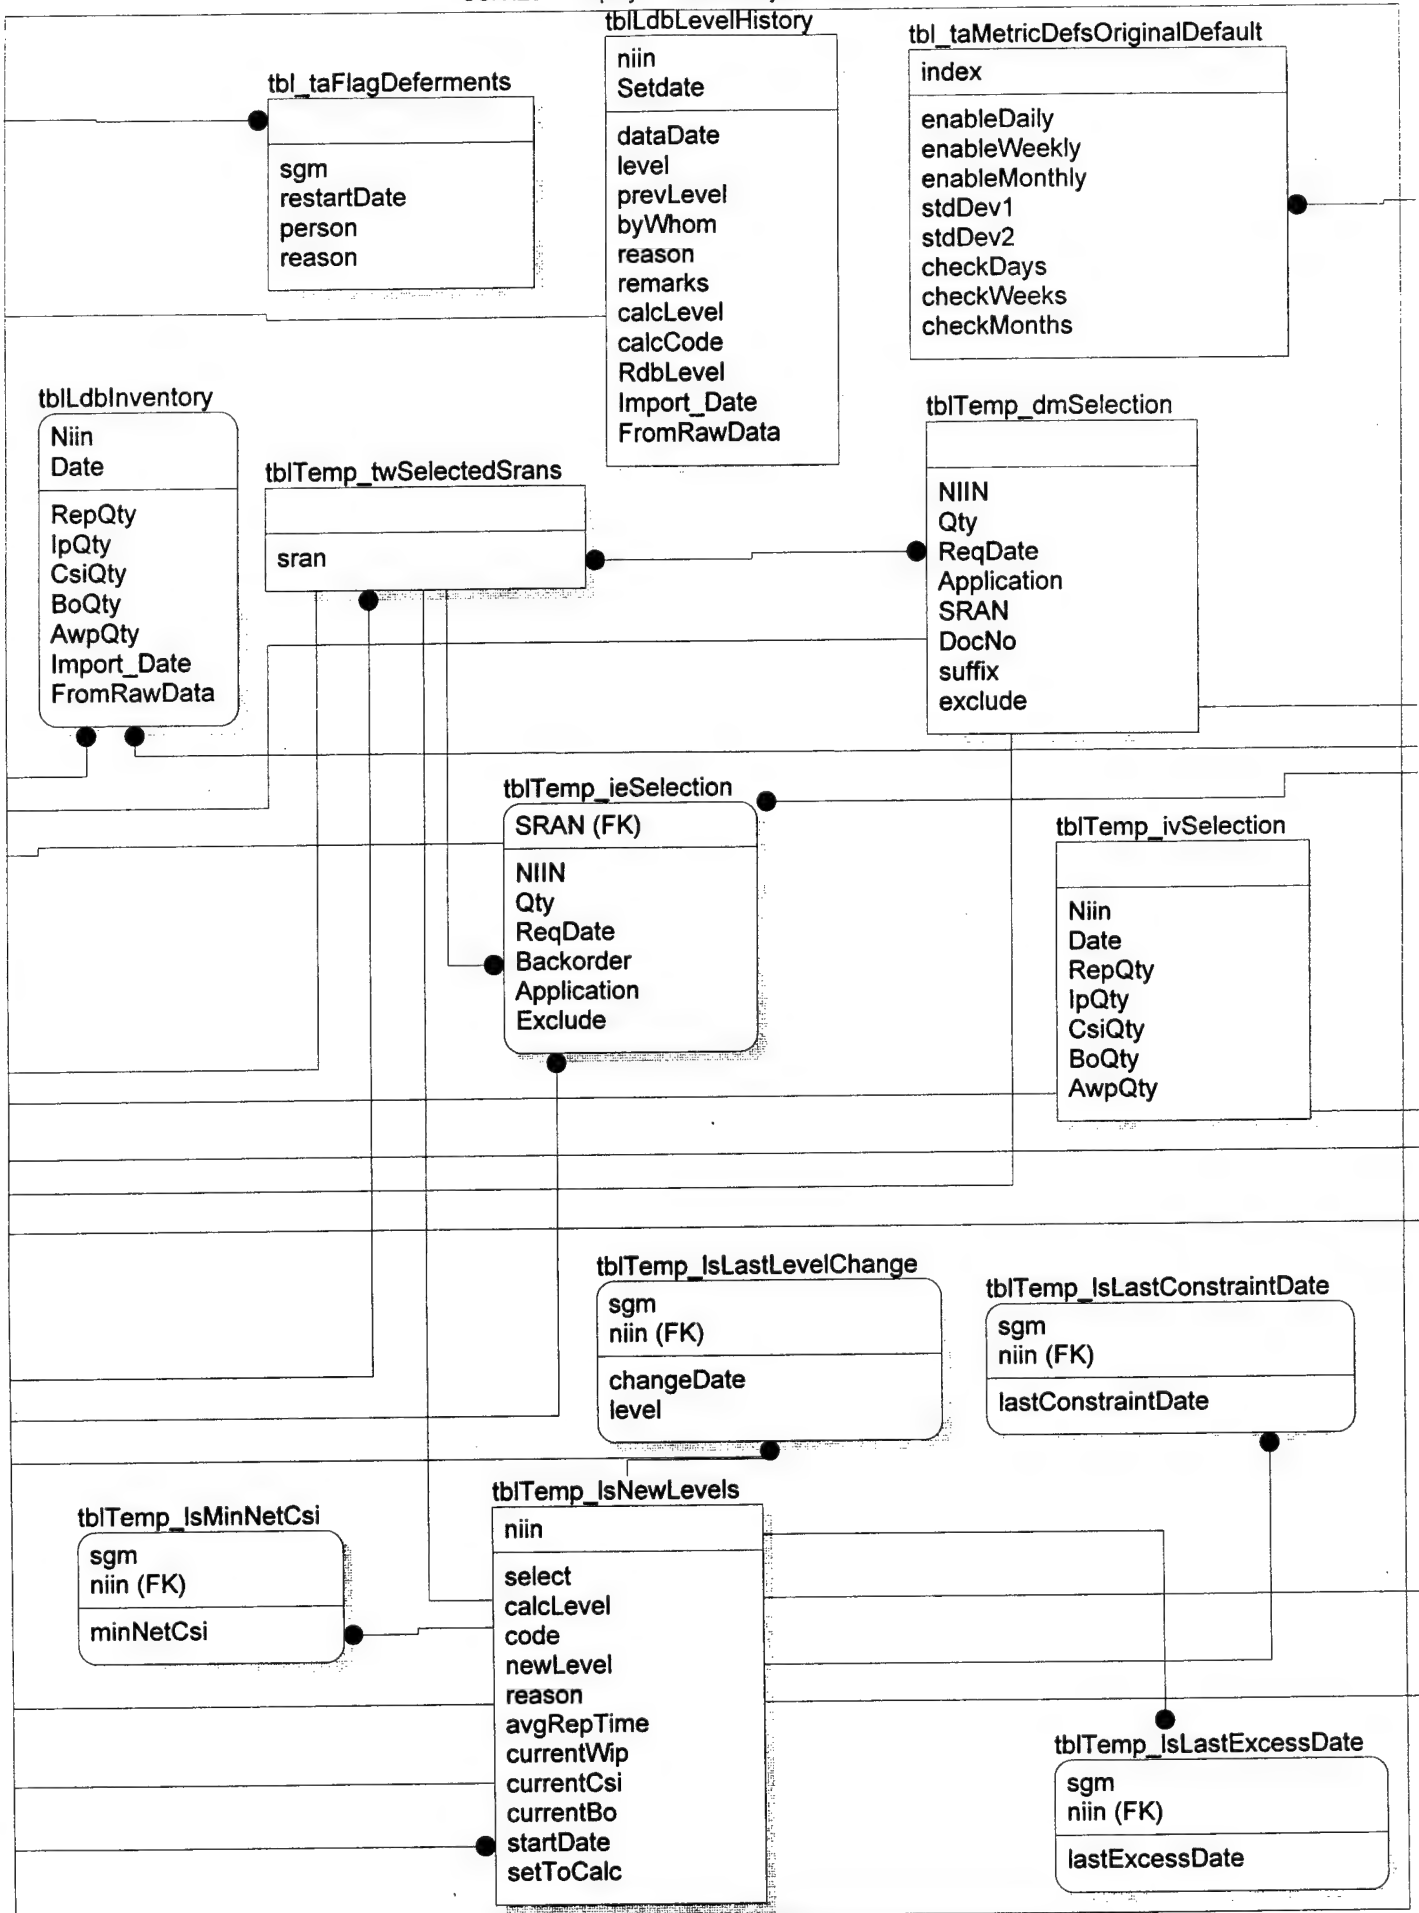 tblLdbLevelHistory
niin
Setdate
dataDate
level
prevLevel
byWhom
reason
remarks
calcLevel
calcCode
RdbLevel
Import_Date
FromRawData
tbl_taMetricDefsOriginalDefault
index
enableDaily
enableWeekly
enableMonthly
stdDev1
stdDev2
checkDays
checkWeeks
checkMonths
tbl_taFlagDeferments
sgm
restartDate
person
reason
tblLdbInventory
Niin
Date
RepQty
IpQty
CsiQty
BoQty
AwpQty
Import_Date
FromRawData
tblTemp_twSelectedSrans
sran
tblTemp_dmSelection
NIIN
Qty
ReqDate
Application
SRAN
DocNo
suffix
exclude
tblTemp_ieSelection
SRAN (FK)
NIIN
Qty
ReqDate
Backorder
Application
Exclude
tblTemp_ivSelection
Niin
Date
RepQty
IpQty
CsiQty
BoQty
AwpQty
tblTemp_lsLastLevelChange
sgm
niin (FK)
changeDate
level
tblTemp_lsLastConstraintDate
sgm
niin (FK)
lastConstraintDate
tblTemp_lsMinNetCsi
sgm
niin (FK)
minNetCsi
tblTemp_lsNewLevels
niin
select
calcLevel
code
newLevel
reason
avgRepTime
currentWip
currentCsi
currentBo
startDate
setToCalc
tblTemp_lsLastExcessDate
sgm
niin (FK)
lastExcessDate